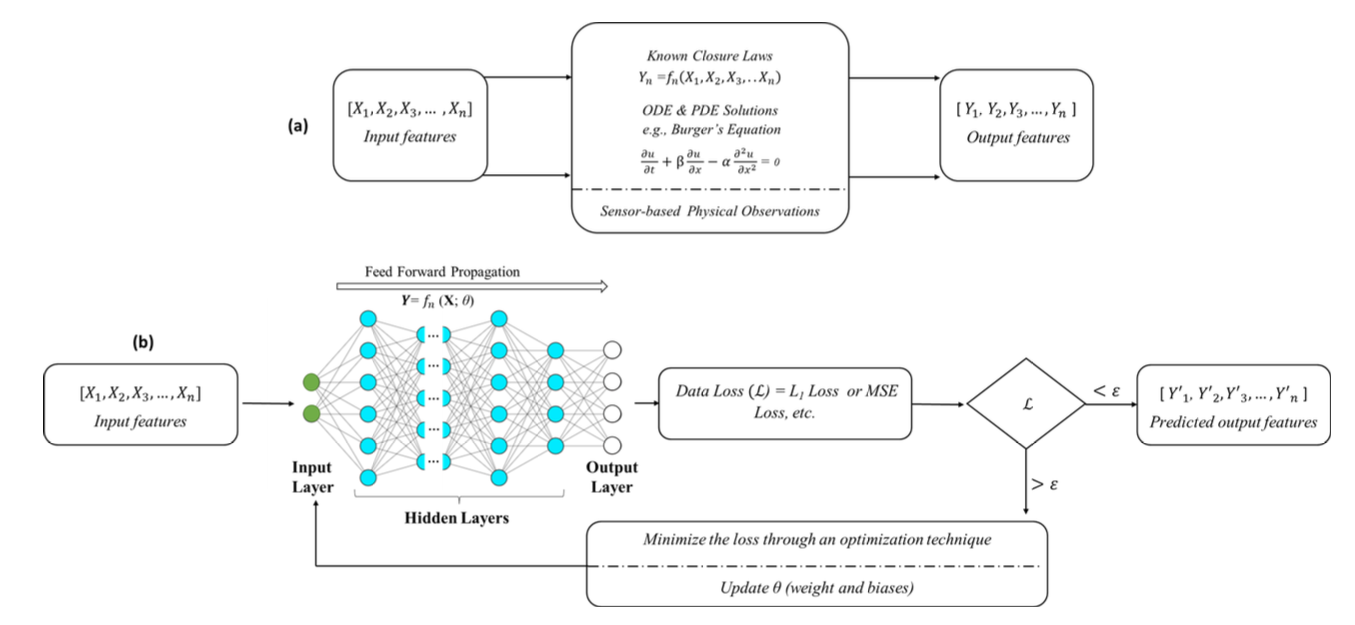 (a)
[X₁, X₂, X₃, … , Xₙ]
Input features
Known Closure Laws
Yₙ =fₙ(X₁, X₂, X₃, . . Xₙ)
ODE & PDE Solutions
e.g., Burger's Equation
∂u/∂t + β ∂u/∂x − α ∂²u/∂x² = 0
Sensor-based Physical Observations
[ Y₁, Y₂,Y₃, …,Yₙ ]
Output features
Feed Forward Propagation
Y= fₙ (X; θ)
(b)
[X₁, X₂, X₃, …, Xₙ]
Input features
...
...
...
...
...
Input
Layer
Hidden Layers
Output
Layer
Data Loss (ℒ) = L₁ Loss or MSE
Loss, etc.
ℒ
< ε
> ε
[ Y′₁, Y′₂,Y′₃, …,Y′ₙ ]
Predicted output features
Minimize the loss through an optimization technique
Update θ (weight and biases)